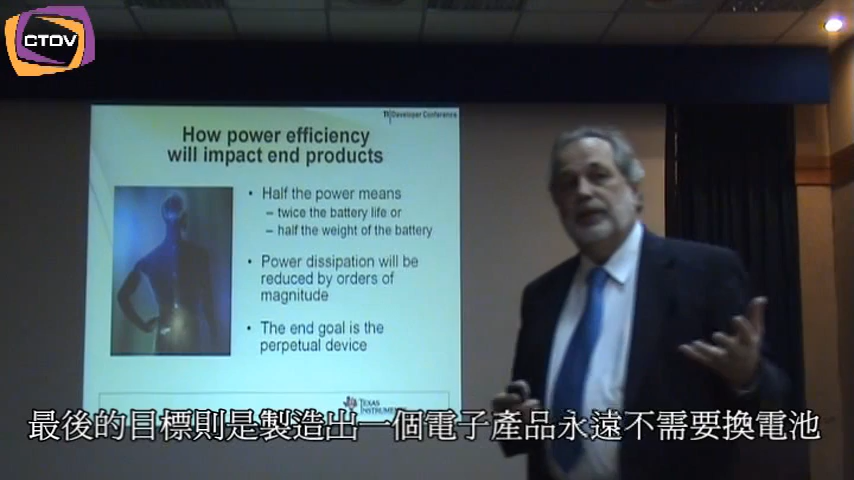 CTOV
TI Developer Conference
How power efficiency
will impact end products
• Half the power means
– twice the battery life or
– half the weight of the battery
• Power dissipation will be
reduced by orders of
magnitude
• The end goal is the
perpetual device
TEXAS
INSTRUMENTS
最後的目標則是製造出一個電子產品永遠不需要換電池